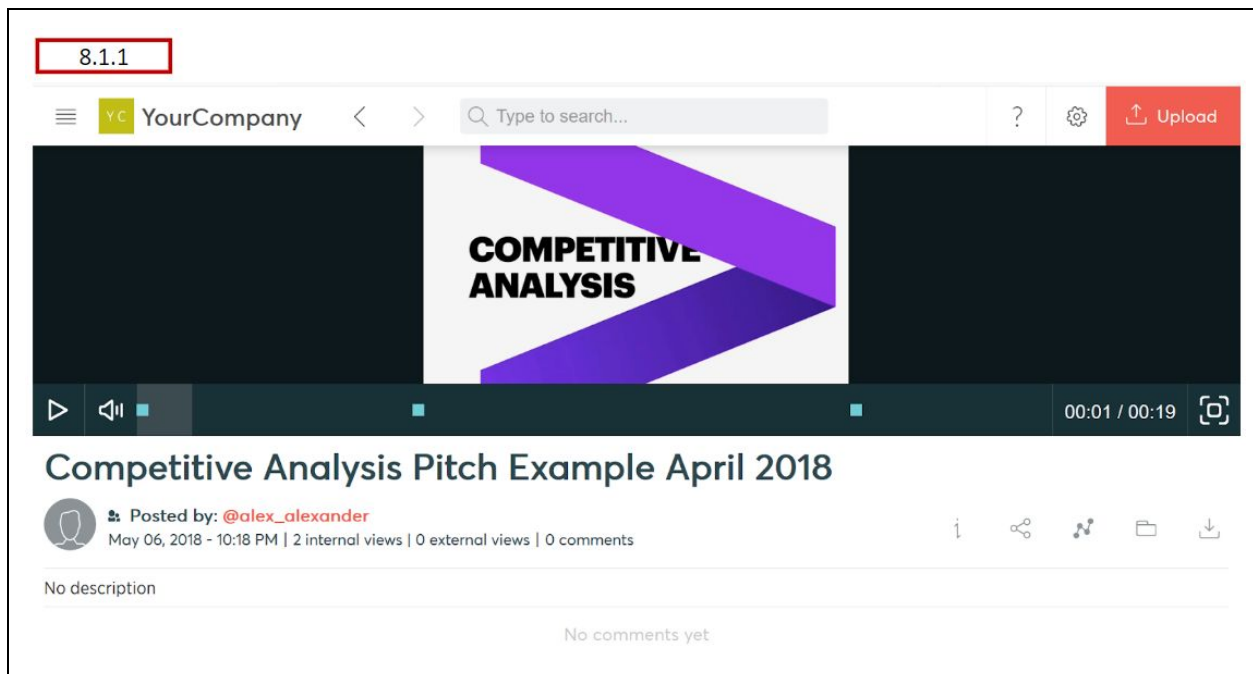 8.1.1
YC YourCompany Type to search... ? Upload
COMPETITIVE
ANALYSIS
00:01 / 00:19
Competitive Analysis Pitch Example April 2018
Posted by: @alex_alexander
May 06, 2018 - 10:18 PM | 2 internal views | 0 external views | 0 comments
No description
No comments yet